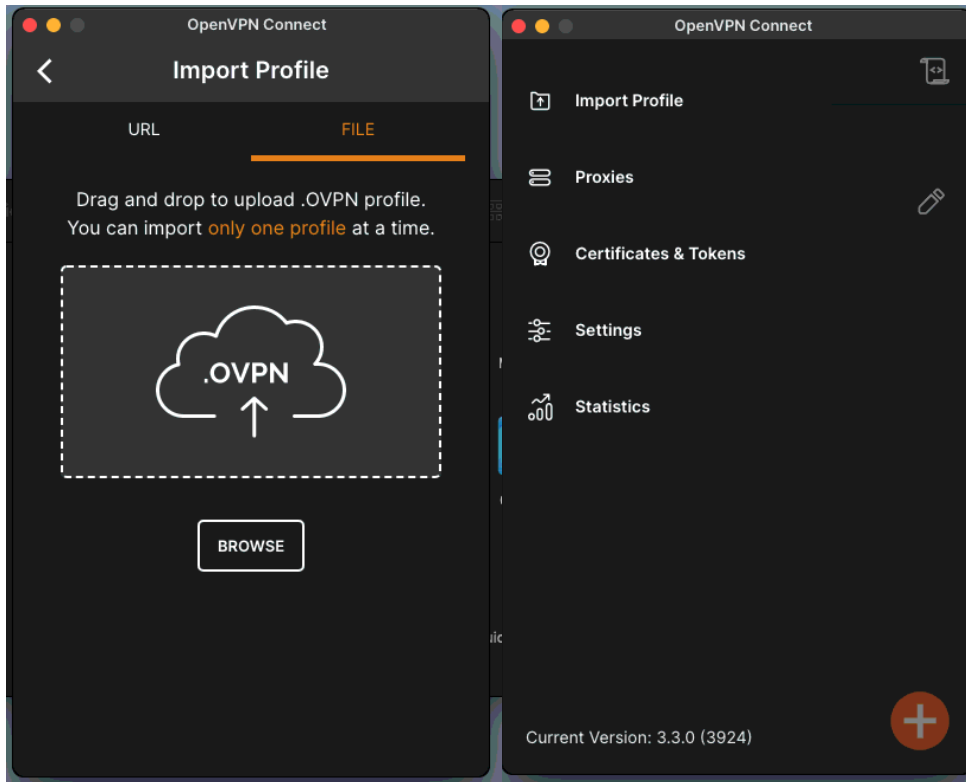 OpenVPN Connect
Import Profile
URL
FILE
Drag and drop to upload .OVPN profile.
You can import only one profile at a time.
.OVPN
BROWSE
OpenVPN Connect
Import Profile
Proxies
Certificates & Tokens
Settings
Statistics
Current Version: 3.3.0 (3924)